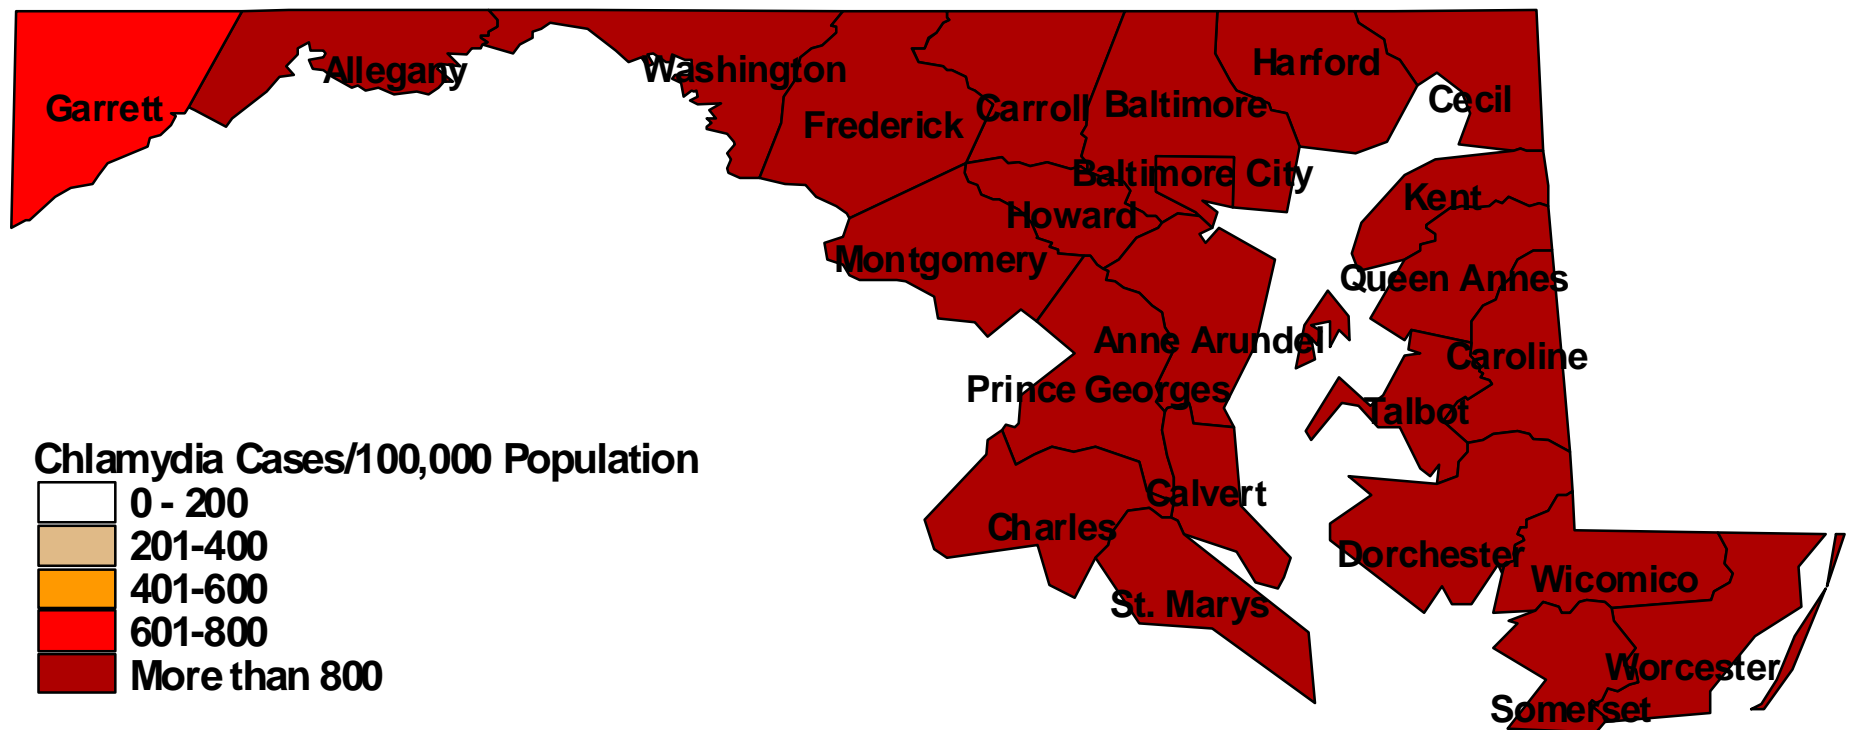 Harford
Allegany
Washington
Cecil
Garrett
Carroll
Baltimore
Frederick
Baltimore City
Kent
Howard
Montgomery
Queen Annes
Anne Arundel
Caroline
Prince Georges
Talbot
Chlamydia Cases/100,000 Population
0 - 200
201-400
401-600
601-800
More than 800
Calvert
Charles
Dorchester
Wicomico
St. Marys
Worcester
Somerset